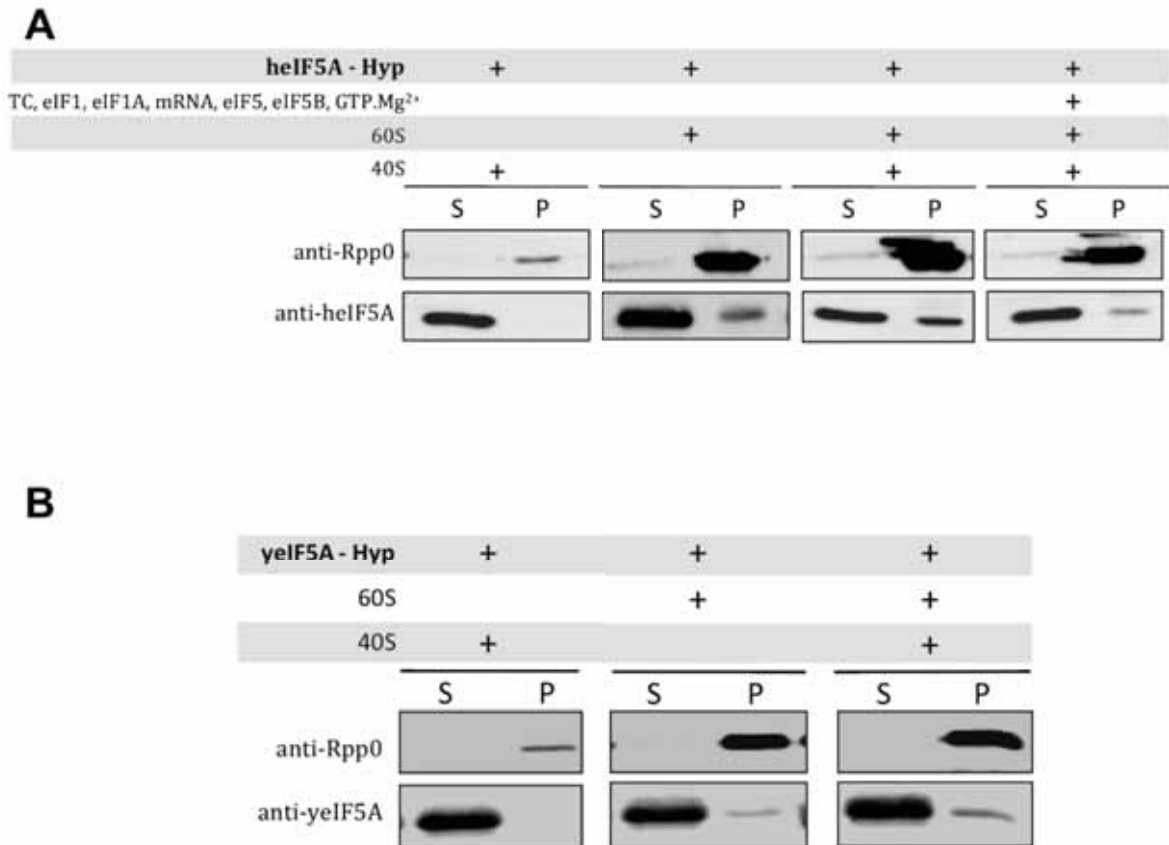 A
heIF5A - Hyp + + + +
TC, eIF1, eIF1A, mRNA, eIF5, eIF5B, GTP.Mg²⁺ +
60S + + +
40S + + +
S P S P S P S P
anti-Rpp0
anti-heIF5A
B
yeIF5A - Hyp + + +
60S + +
40S + +
S P S P S P
anti-Rpp0
anti-yeIF5A